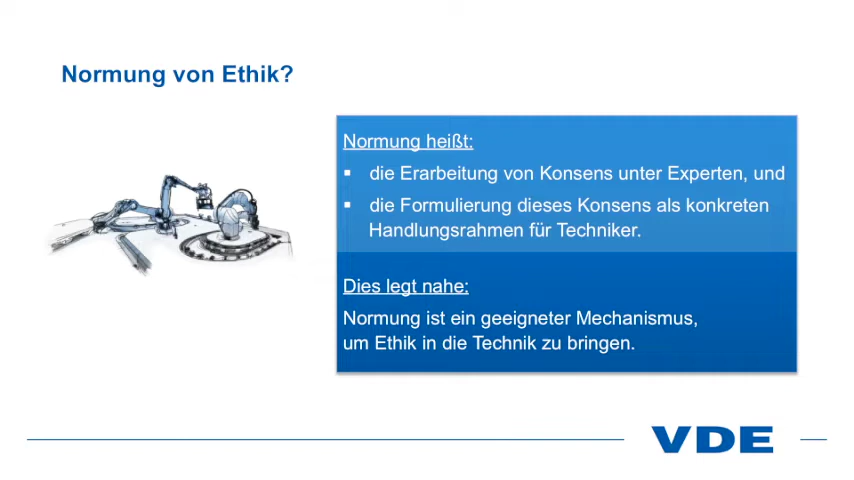 Normung von Ethik?
Normung heißt:
▪ die Erarbeitung von Konsens unter Experten, und
▪ die Formulierung dieses Konsens als konkreten
Handlungsrahmen für Techniker.
Dies legt nahe:
Normung ist ein geeigneter Mechanismus,
um Ethik in die Technik zu bringen.
VDE